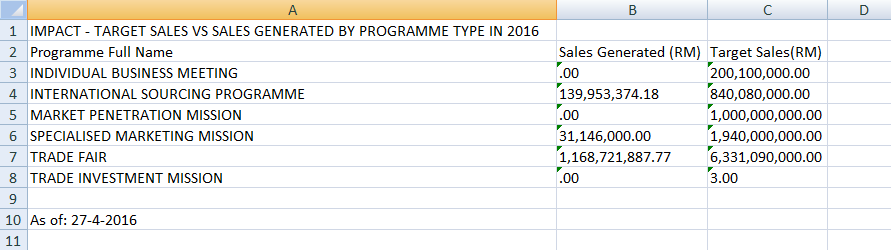 A B C D
1 IMPACT - TARGET SALES VS SALES GENERATED BY PROGRAMME TYPE IN 2016
2 Programme Full Name Sales Generated (RM) Target Sales(RM)
3 INDIVIDUAL BUSINESS MEETING .00 200,100,000.00
4 INTERNATIONAL SOURCING PROGRAMME 139,953,374.18 840,080,000.00
5 MARKET PENETRATION MISSION .00 1,000,000,000.00
6 SPECIALISED MARKETING MISSION 31,146,000.00 1,940,000,000.00
7 TRADE FAIR 1,168,721,887.77 6,331,090,000.00
8 TRADE INVESTMENT MISSION .00 3.00
9
10 As of: 27-4-2016
11